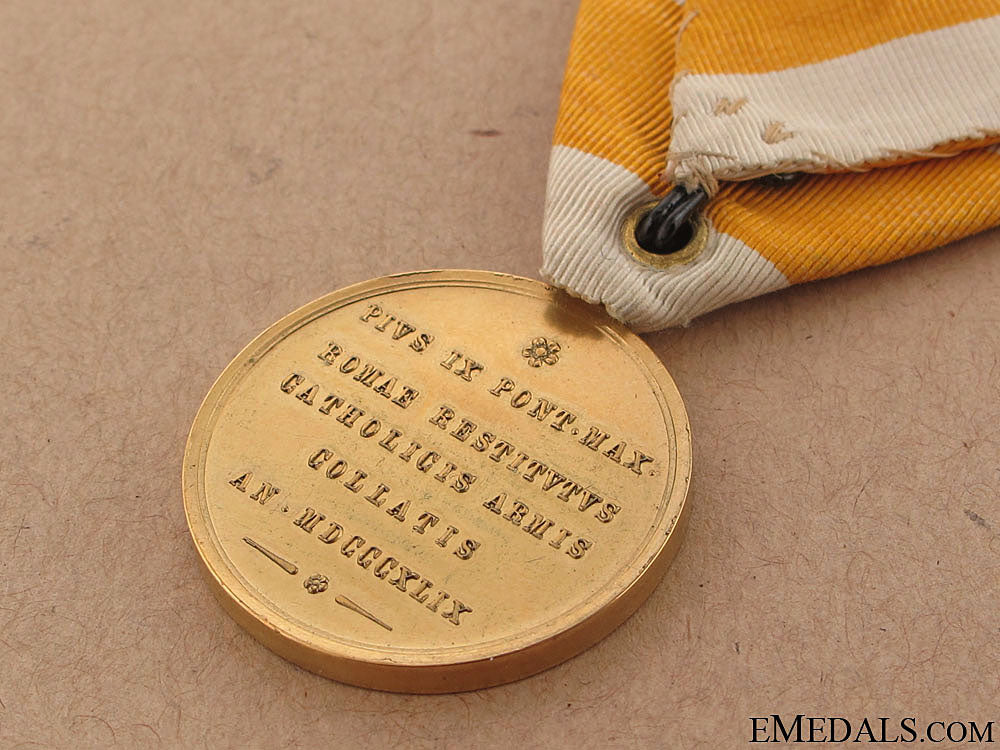 PIVS IX PONT·MAX·
ROMAE RESTITVTVS
CATHOLICIS ARMIS
COLLATIS
AN·MDCCCXLIX
EMEDALS.COM